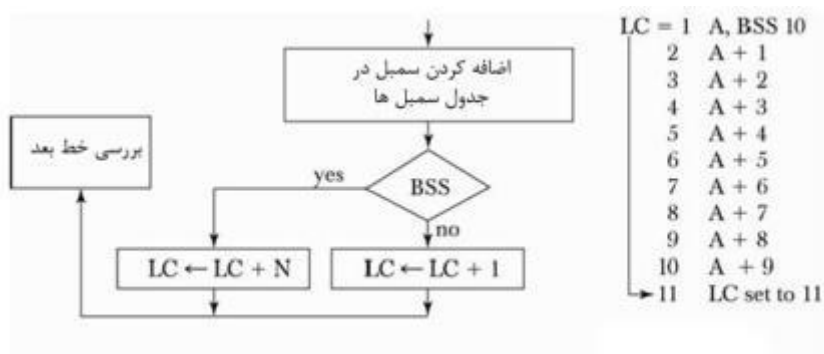 اضافه کردن سمبل در
جدول سمبل ها
بررسی خط بعد
yes
BSS
no
LC ← LC + N
LC ← LC + 1
LC = 1 A, BSS 10
2 A + 1
3 A + 2
4 A + 3
5 A + 4
6 A + 5
7 A + 6
8 A + 7
9 A + 8
10 A + 9
11 LC set to 11